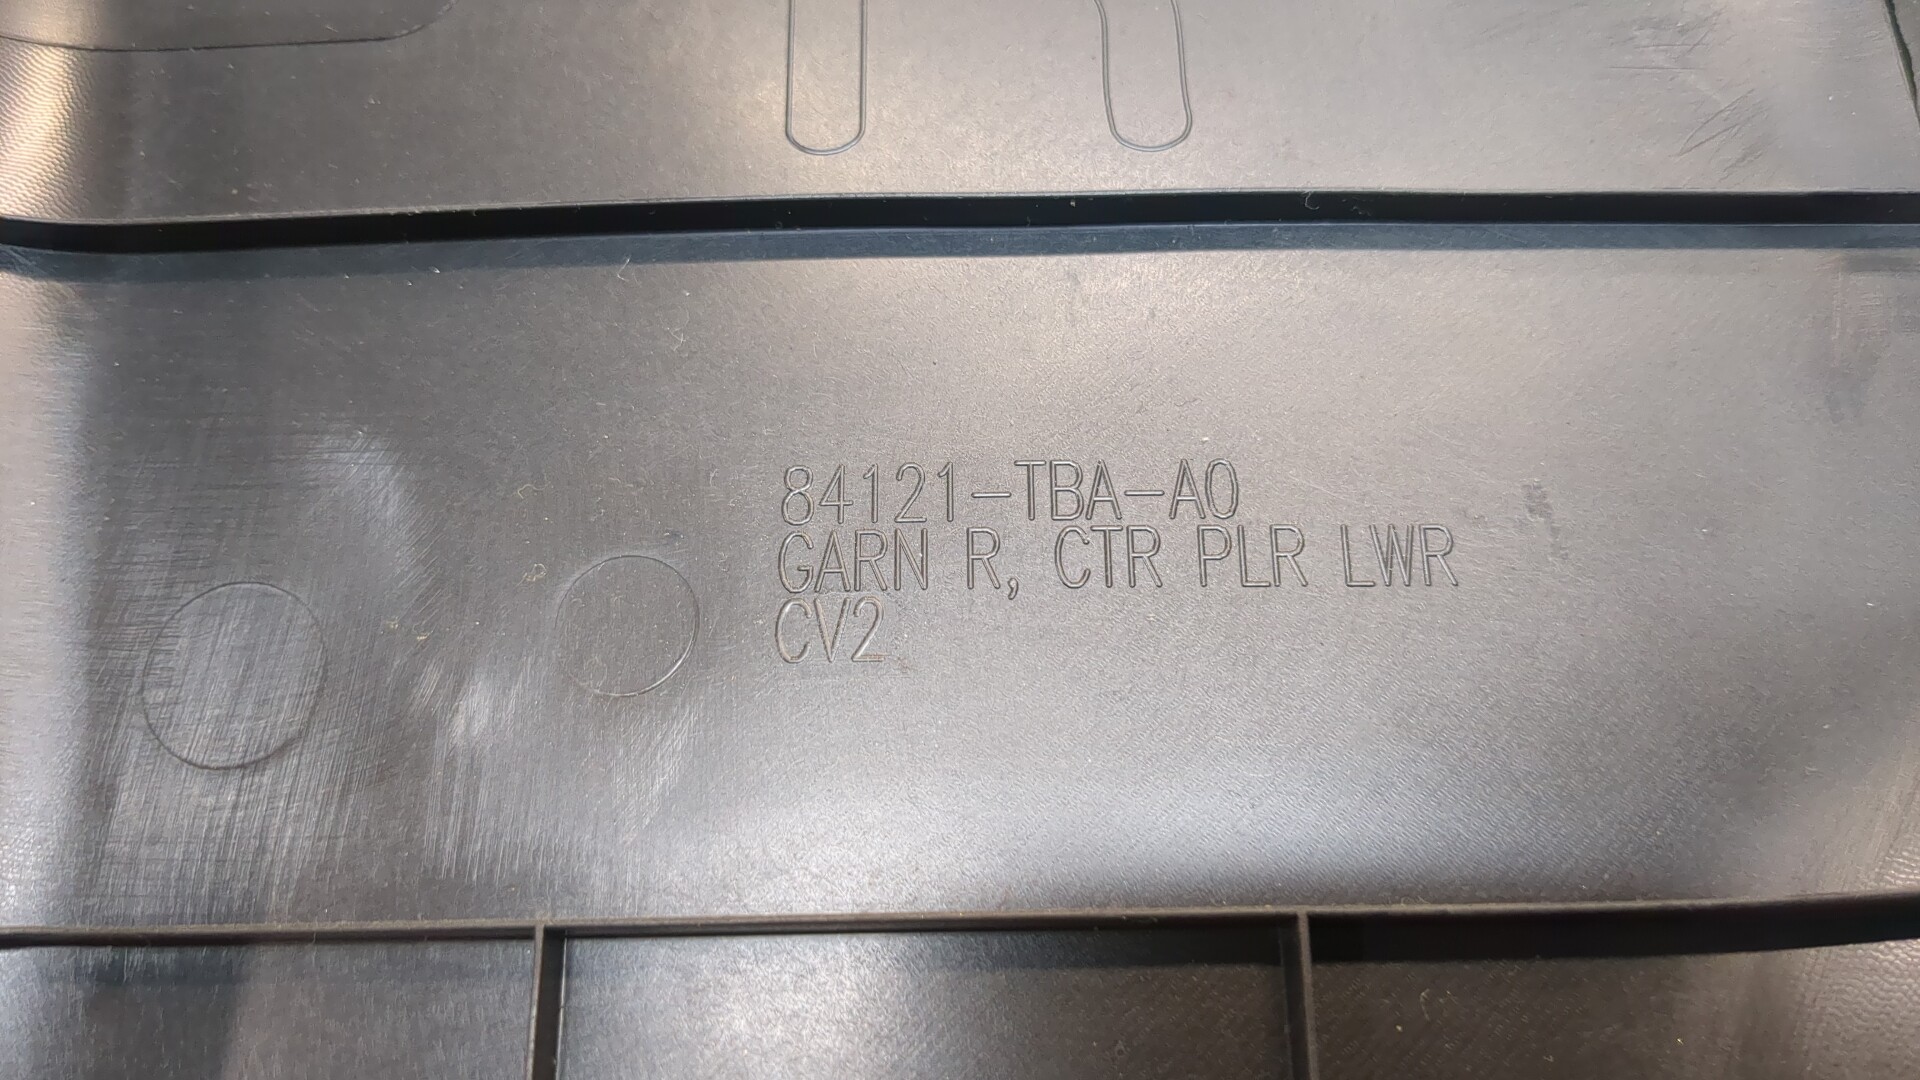 84121-TBA-A0
GARN R, CTR PLR LWR
CV2